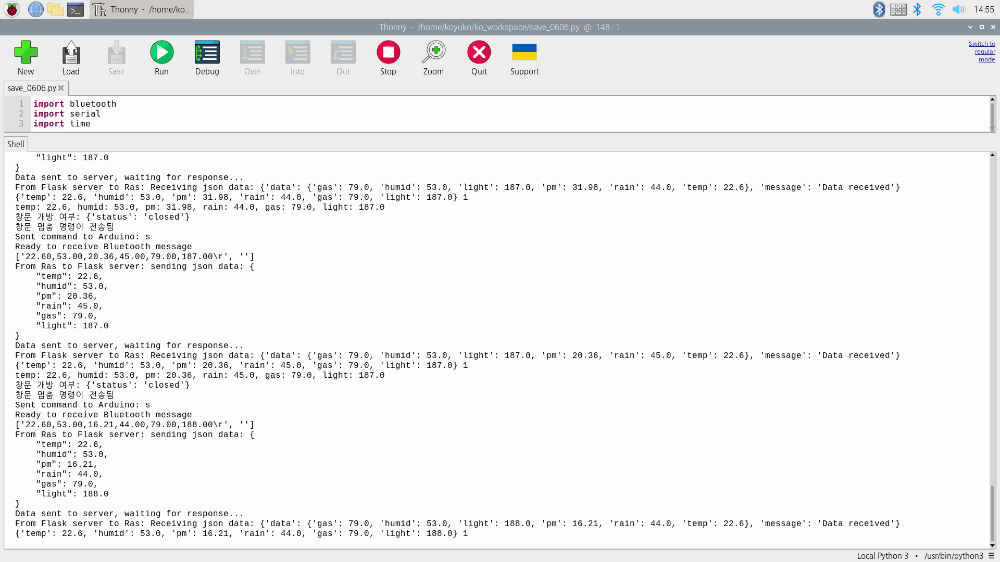 Thonny - /home/ko..
14:55
Thonny - /home/koyuko/ko_workspace/save_0606.py @ 148 : 1
New
Load
Save
Run
Debug
Over
Into
Out
Stop
Zoom
Quit
Support
Switch to
regular
mode
save_0606.py
1 import bluetooth
2 import serial
3 import time
Shell
    "light": 187.0
}
Data sent to server, waiting for response...
From Flask server to Ras: Receiving json data: {'data': {'gas': 79.0, 'humid': 53.0, 'light': 187.0, 'pm': 31.98, 'rain': 44.0, 'temp': 22.6}, 'message': 'Data received'}
{'temp': 22.6, 'humid': 53.0, 'pm': 31.98, 'rain': 44.0, 'gas': 79.0, 'light': 187.0} 1
temp: 22.6, humid: 53.0, pm: 31.98, rain: 44.0, gas: 79.0, light: 187.0
창문 개방 여부: {'status': 'closed'}
창문 멈춤 명령이 전송됨
Sent command to Arduino: s
Ready to receive Bluetooth message
['22.60,53.00,20.36,45.00,79.00,187.00\r', '']
From Ras to Flask server: sending json data: {
    "temp": 22.6,
    "humid": 53.0,
    "pm": 20.36,
    "rain": 45.0,
    "gas": 79.0,
    "light": 187.0
}
Data sent to server, waiting for response...
From Flask server to Ras: Receiving json data: {'data': {'gas': 79.0, 'humid': 53.0, 'light': 187.0, 'pm': 20.36, 'rain': 45.0, 'temp': 22.6}, 'message': 'Data received'}
{'temp': 22.6, 'humid': 53.0, 'pm': 20.36, 'rain': 45.0, 'gas': 79.0, 'light': 187.0} 1
temp: 22.6, humid: 53.0, pm: 20.36, rain: 45.0, gas: 79.0, light: 187.0
창문 개방 여부: {'status': 'closed'}
창문 멈춤 명령이 전송됨
Sent command to Arduino: s
Ready to receive Bluetooth message
['22.60,53.00,16.21,44.00,79.00,188.00\r', '']
From Ras to Flask server: sending json data: {
    "temp": 22.6,
    "humid": 53.0,
    "pm": 16.21,
    "rain": 44.0,
    "gas": 79.0,
    "light": 188.0
}
Data sent to server, waiting for response...
From Flask server to Ras: Receiving json data: {'data': {'gas': 79.0, 'humid': 53.0, 'light': 188.0, 'pm': 16.21, 'rain': 44.0, 'temp': 22.6}, 'message': 'Data received'}
{'temp': 22.6, 'humid': 53.0, 'pm': 16.21, 'rain': 44.0, 'gas': 79.0, 'light': 188.0} 1
Local Python 3 • /usr/bin/python3 ☰